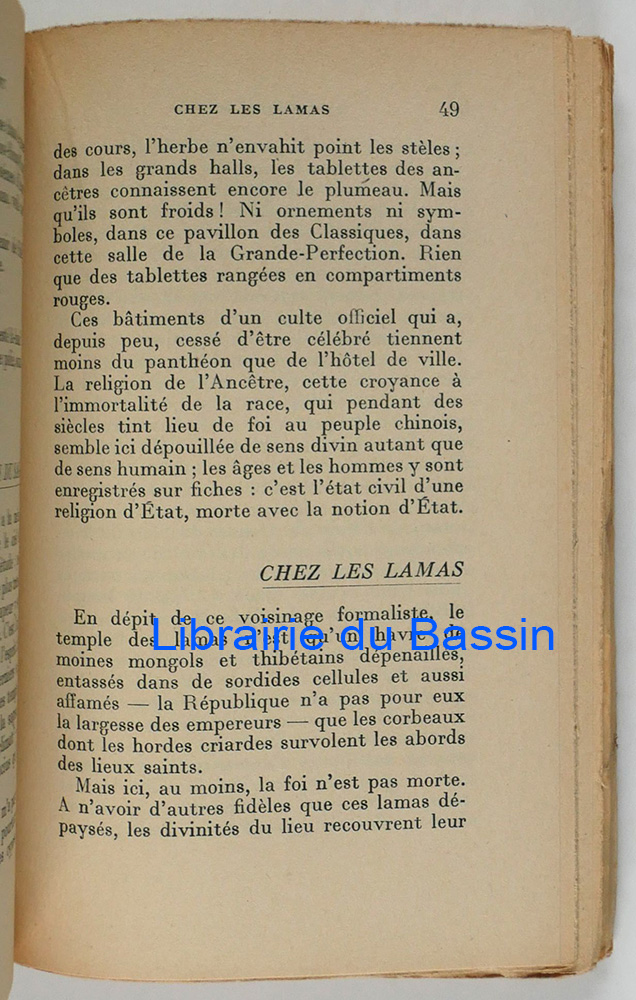 CHEZ LES LAMAS 49
des cours, l'herbe n'envahit point les stèles ;
dans les grands halls, les tablettes des an-
cêtres connaissent encore le plumeau. Mais
qu'ils sont froids ! Ni ornements ni sym-
boles, dans ce pavillon des Classiques, dans
cette salle de la Grande-Perfection. Rien
que des tablettes rangées en compartiments
rouges.
Ces bâtiments d'un culte officiel qui a,
depuis peu, cessé d'être célébré tiennent
moins du panthéon que de l'hôtel de ville.
La religion de l'Ancêtre, cette croyance à
l'immortalité de la race, qui pendant des
siècles tint lieu de foi au peuple chinois,
semble ici dépouillée de sens divin autant que
de sens humain ; les âges et les hommes y sont
enregistrés sur fiches : c'est l'état civil d'une
religion d'État, morte avec la notion d'État.
CHEZ LES LAMAS
En dépit de ce voisinage formaliste, le
temple des lamas n'est qu'un havre de
Librairie du Bassin
moines mongols et thibétains dépenaillés,
entassés dans de sordides cellules et aussi
affamés — la République n'a pas pour eux
la largesse des empereurs — que les corbeaux
dont les hordes criardes survolent les abords
des lieux saints.
Mais ici, au moins, la foi n'est pas morte.
A n'avoir d'autres fidèles que ces lamas dé-
paysés, les divinités du lieu recouvrent leur